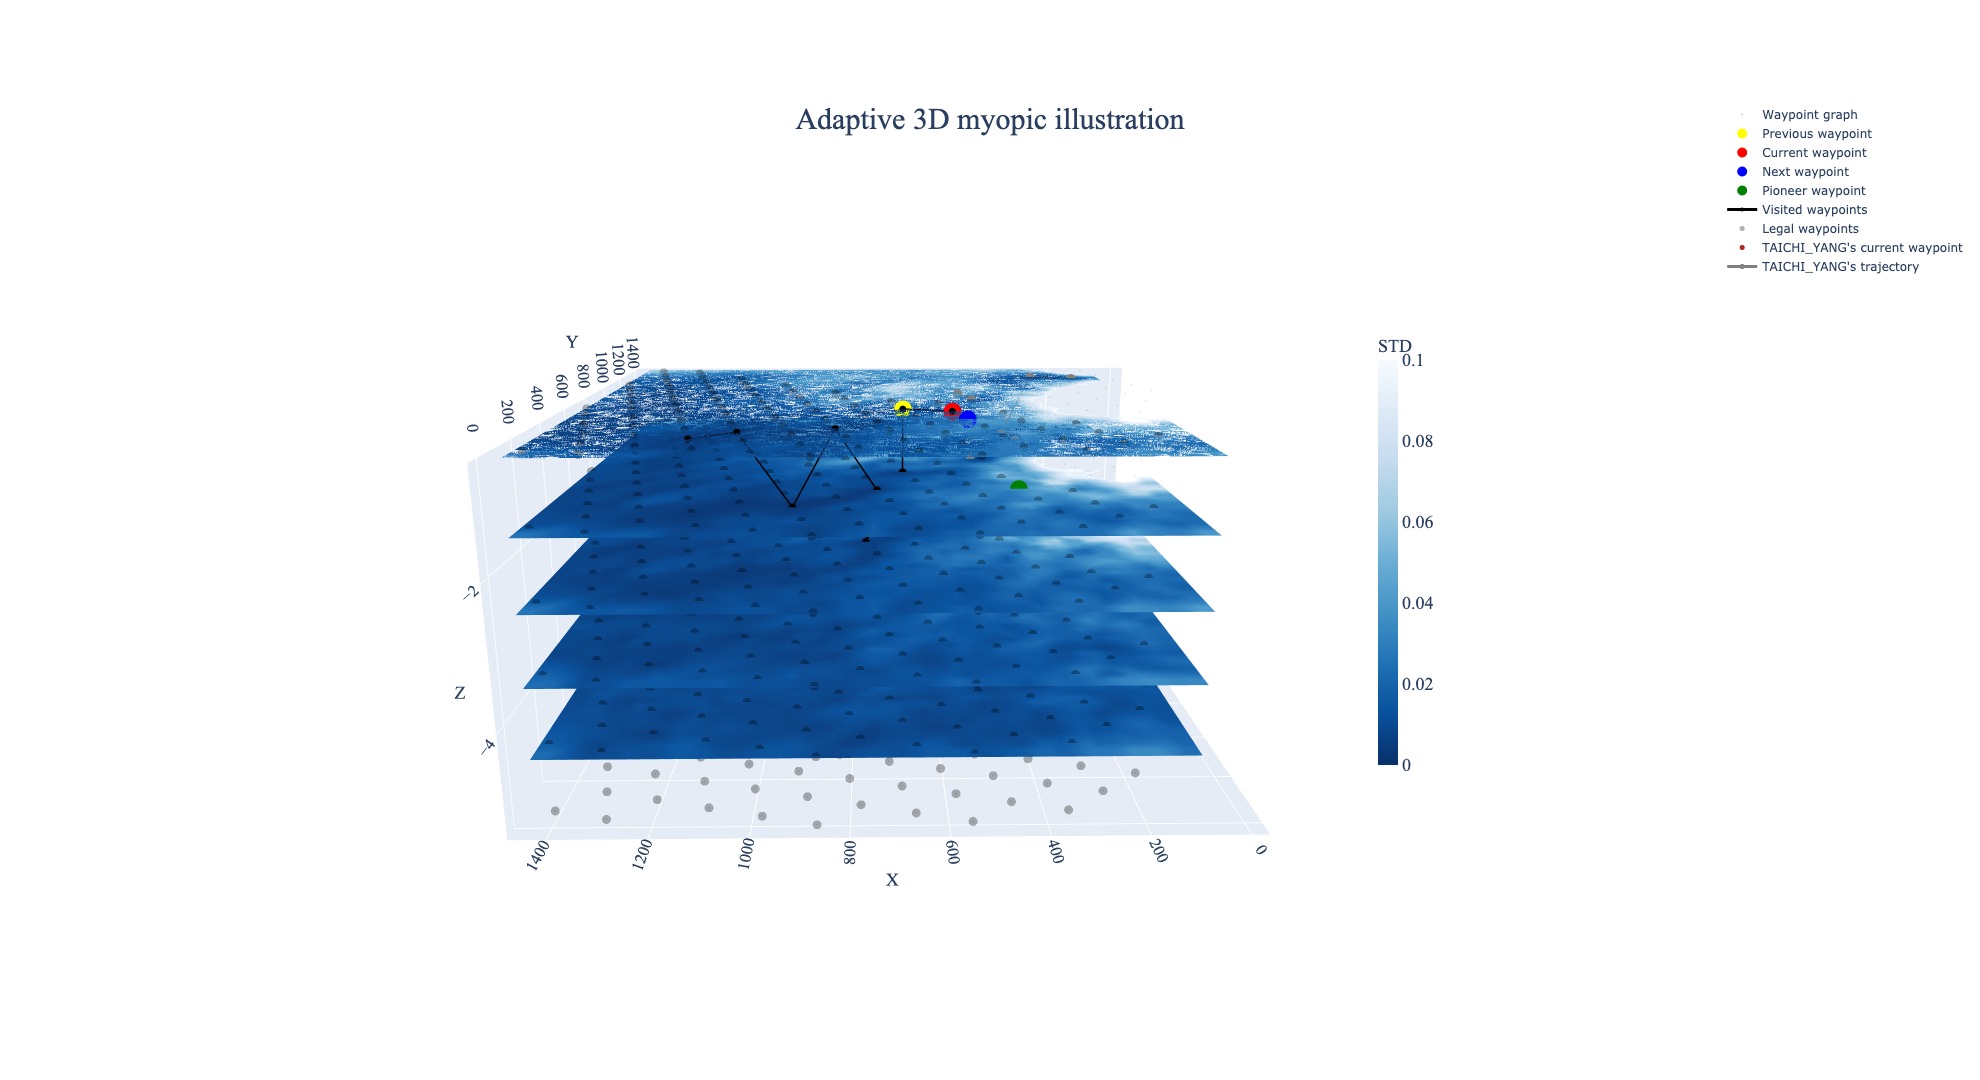 Adaptive 3D myopic illustration
Waypoint graph
Previous waypoint
Current waypoint
Next waypoint
Pioneer waypoint
Visited waypoints
Legal waypoints
TAICHI_YANG's current waypoint
TAICHI_YANG's trajectory
Y
1400
1200
1000
800
600
400
200
0
STD
0.1
0.08
0.06
0.04
0.02
0
−2
Z
−4
1400
1200
1000
800
600
400
200
0
X